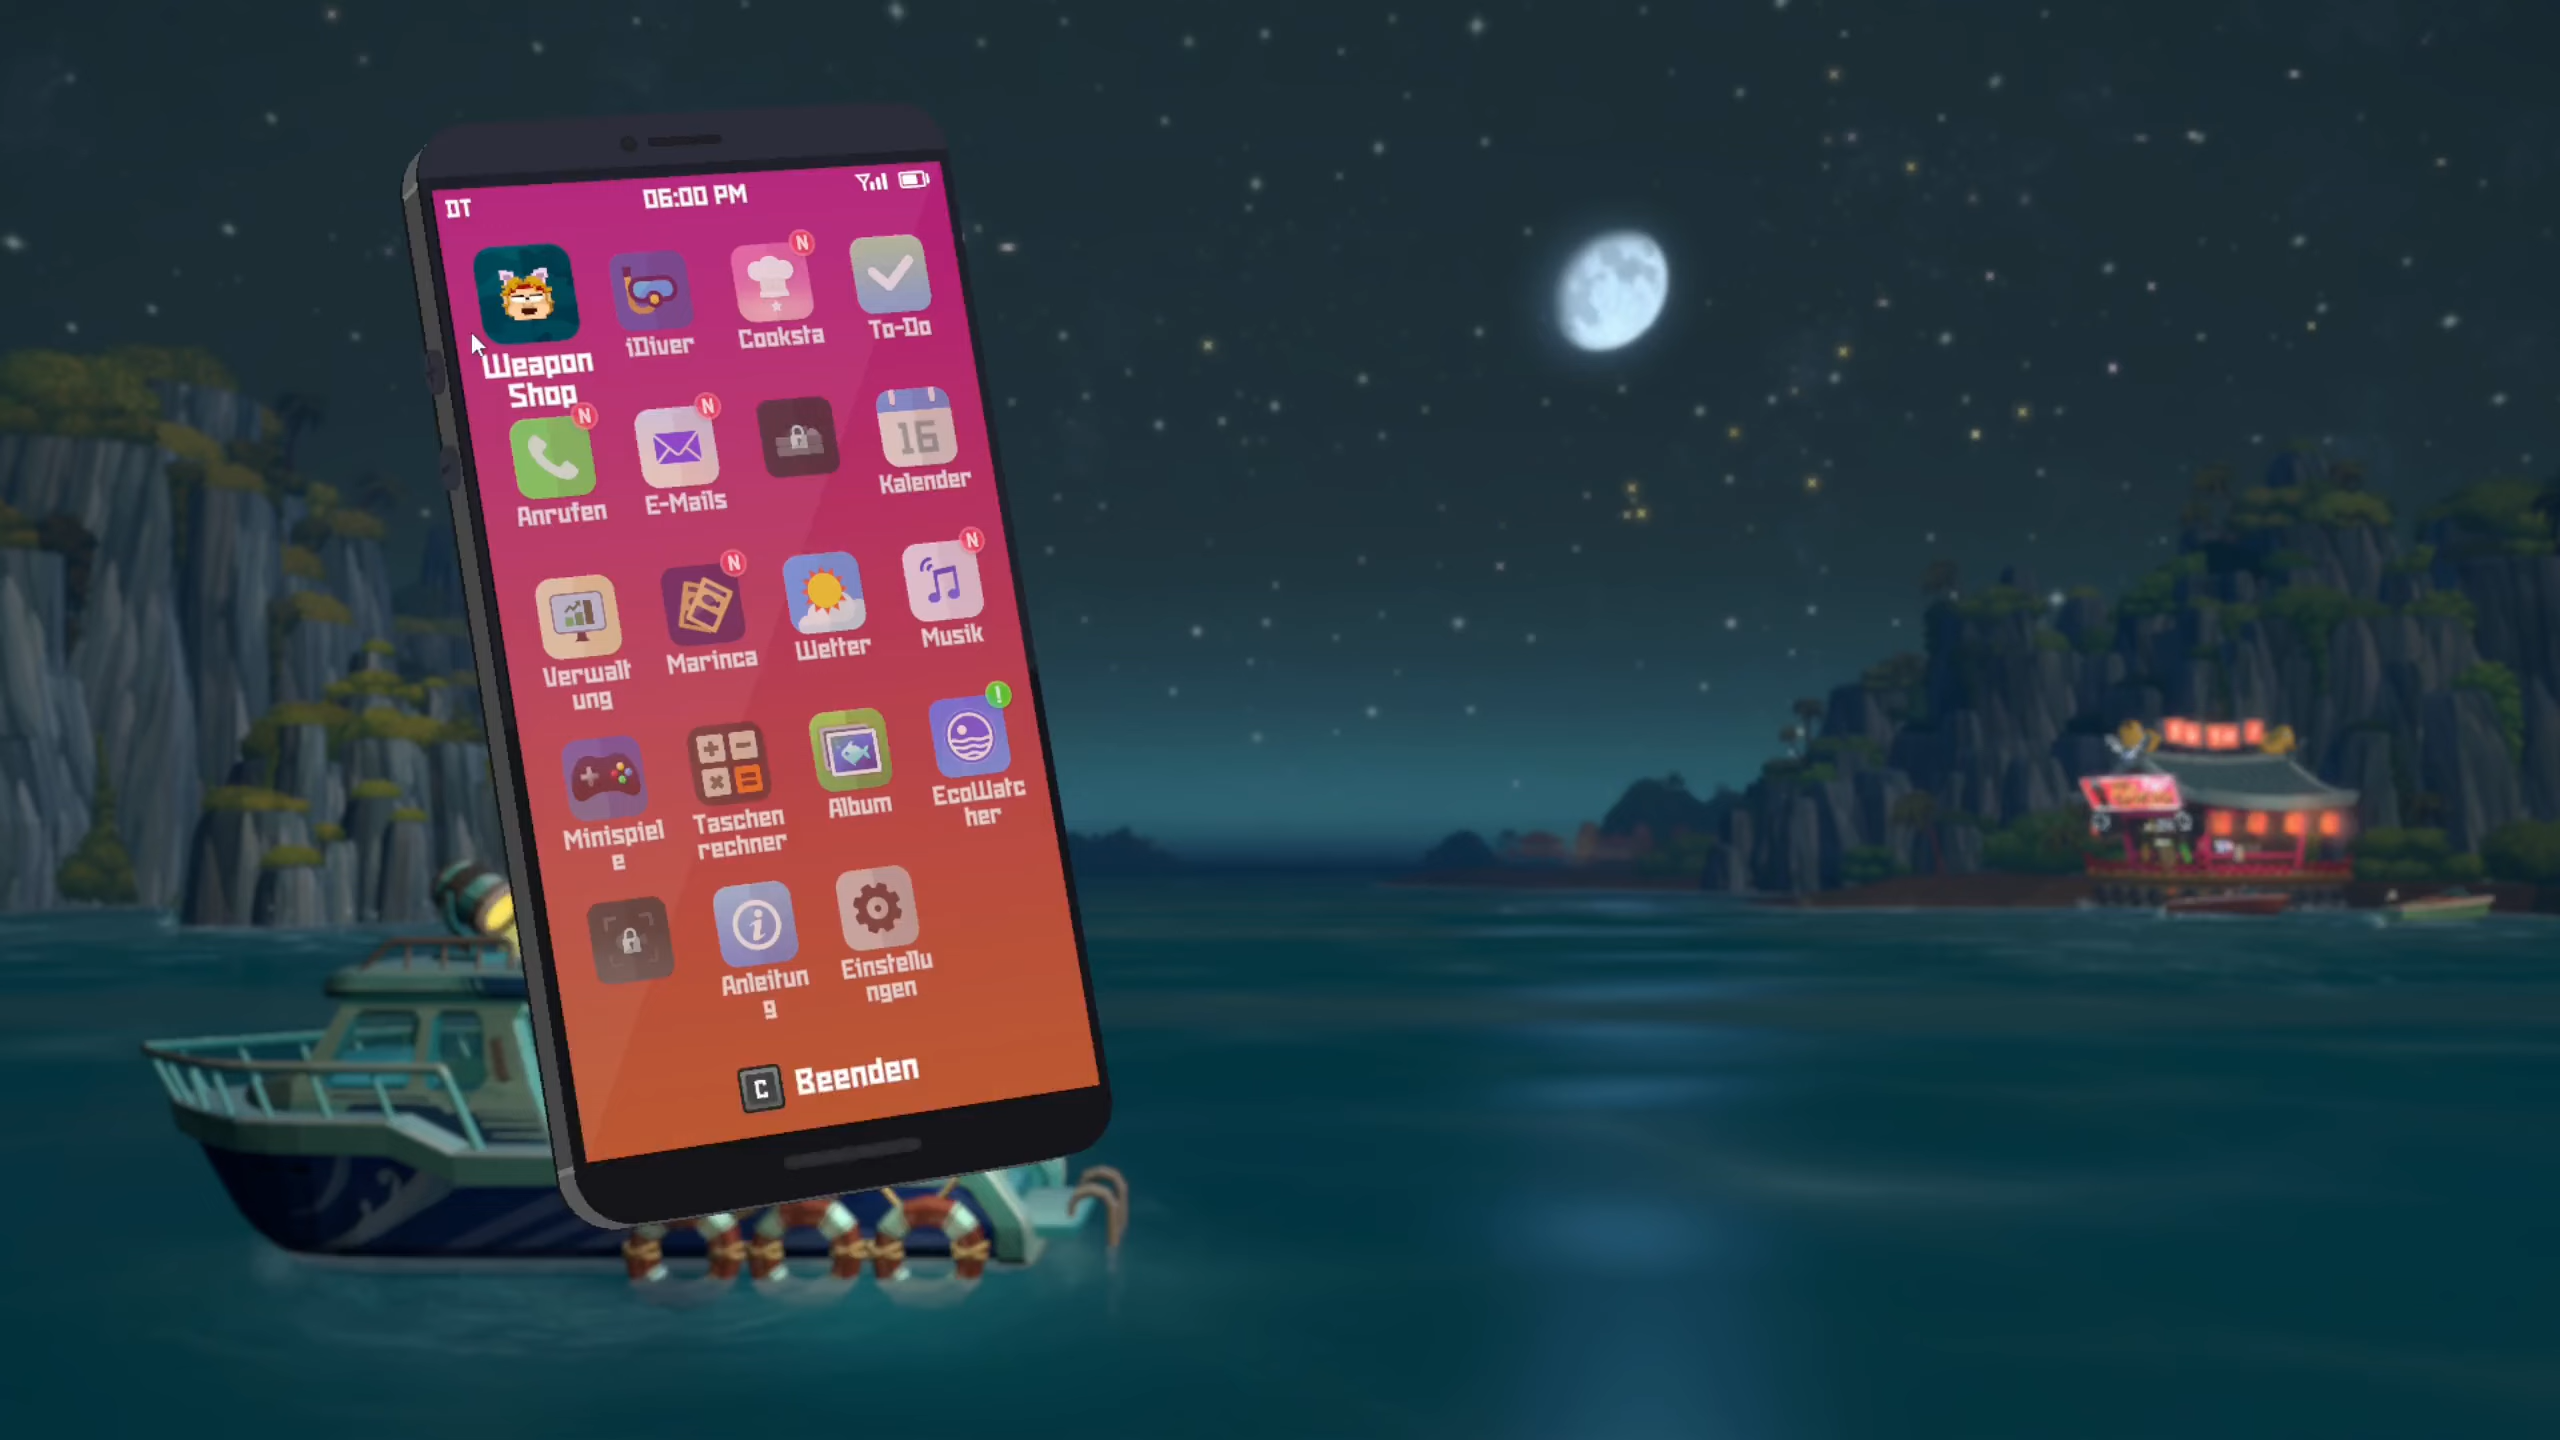 DT
06:00 PM
Weapon
Shop
iDiver
N
Cooksta
To-Do
N
Anrufen
N
E-Mails
16
Kalender
Verwalt
ung
N
Marinca
Wetter
N
Musik
Minispiel
e
Taschen
rechner
Album
!
EcoWatc
her
i
Anleitun
g
Einstellu
ngen
C Beenden